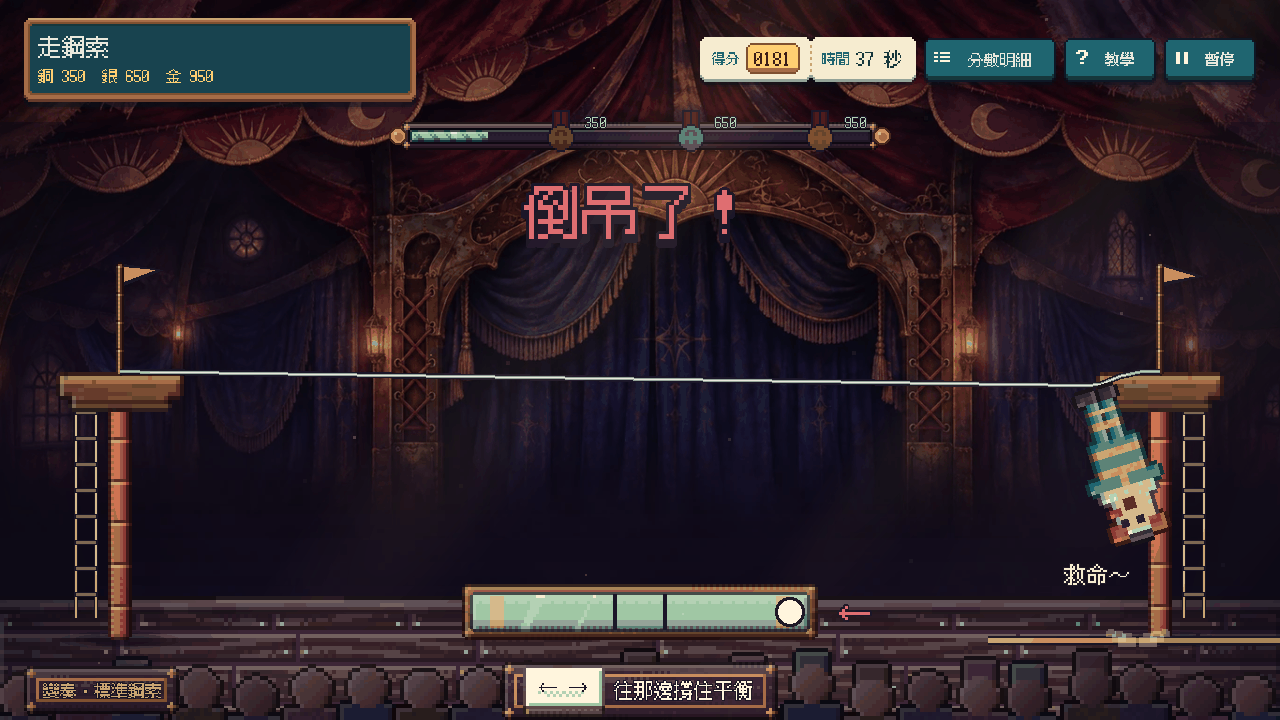 走鋼索
銅 350 銀 650 金 950
得分 0181 時間 37 秒
分數明細
? 教學
暫停
350 650 950
倒吊了！
救命～
變奏・標準鋼索
往那邊撐住平衡